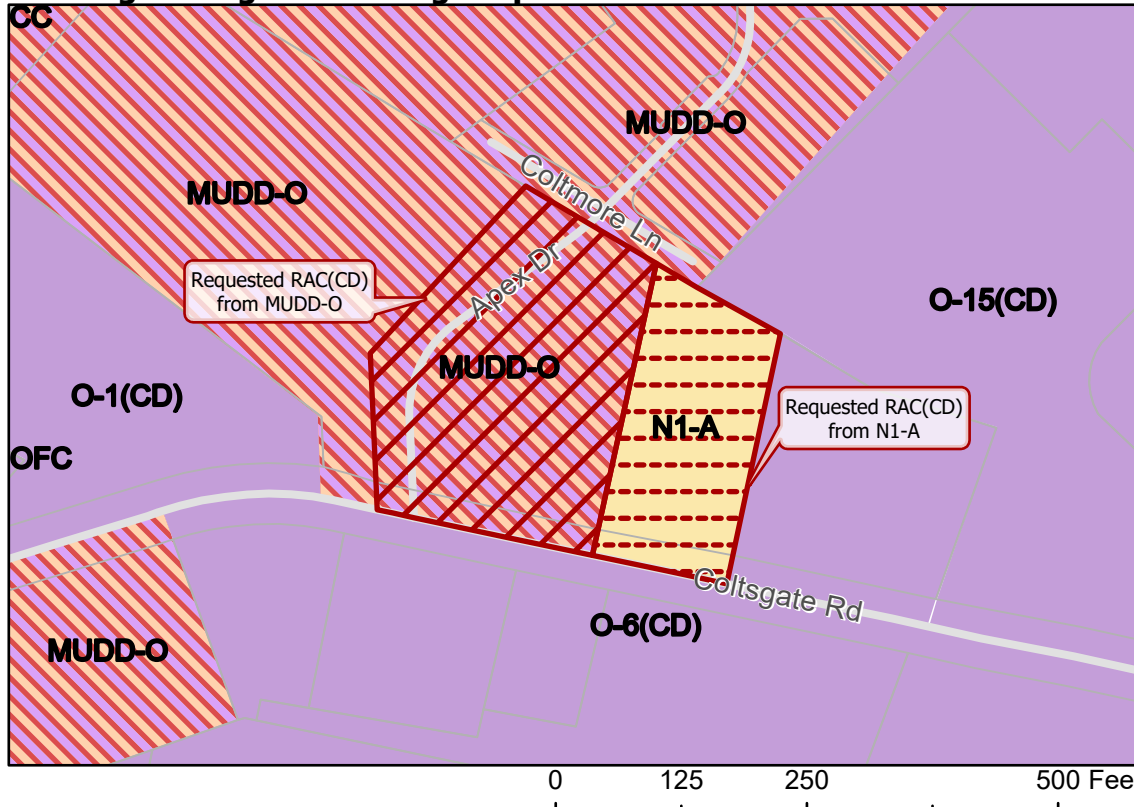 CC
MUDD-O
MUDD-O
Coltmore Ln
Requested RAC(CD)
from MUDD-O
Apex Dr
O-15(CD)
MUDD-O
O-1(CD)
Requested RAC(CD)
from N1-A
N1-A
OFC
Coltsgate Rd
O-6(CD)
MUDD-O
0 125 250 500 Fee